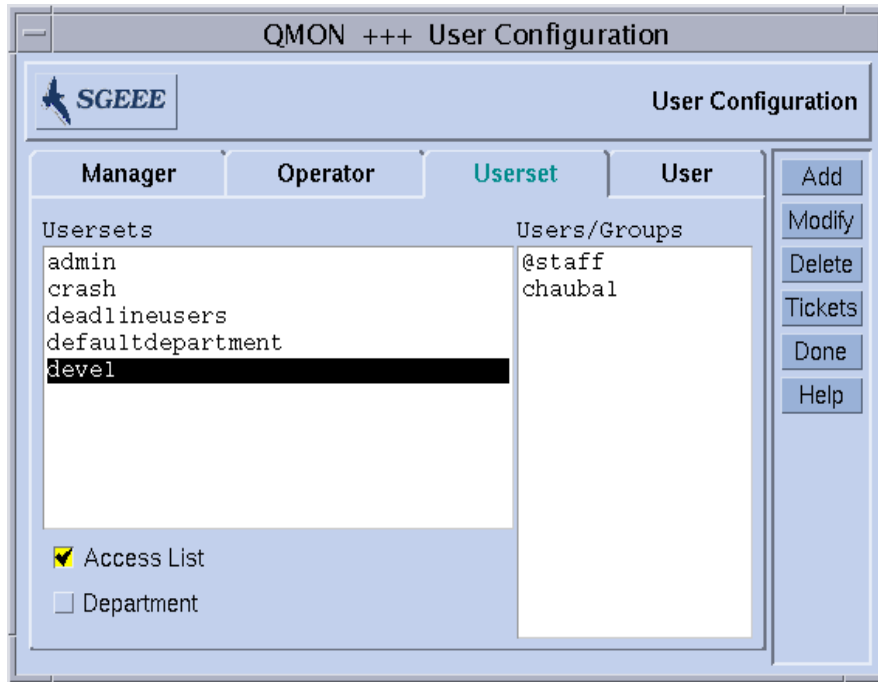 QMON +++ User Configuration
SGEEE
User Configuration
Manager
Operator
Userset
User
Usersets
admin
crash
deadlineusers
defaultdepartment
devel
Access List
Department
Users/Groups
@staff
chaubal
Add
Modify
Delete
Tickets
Done
Help